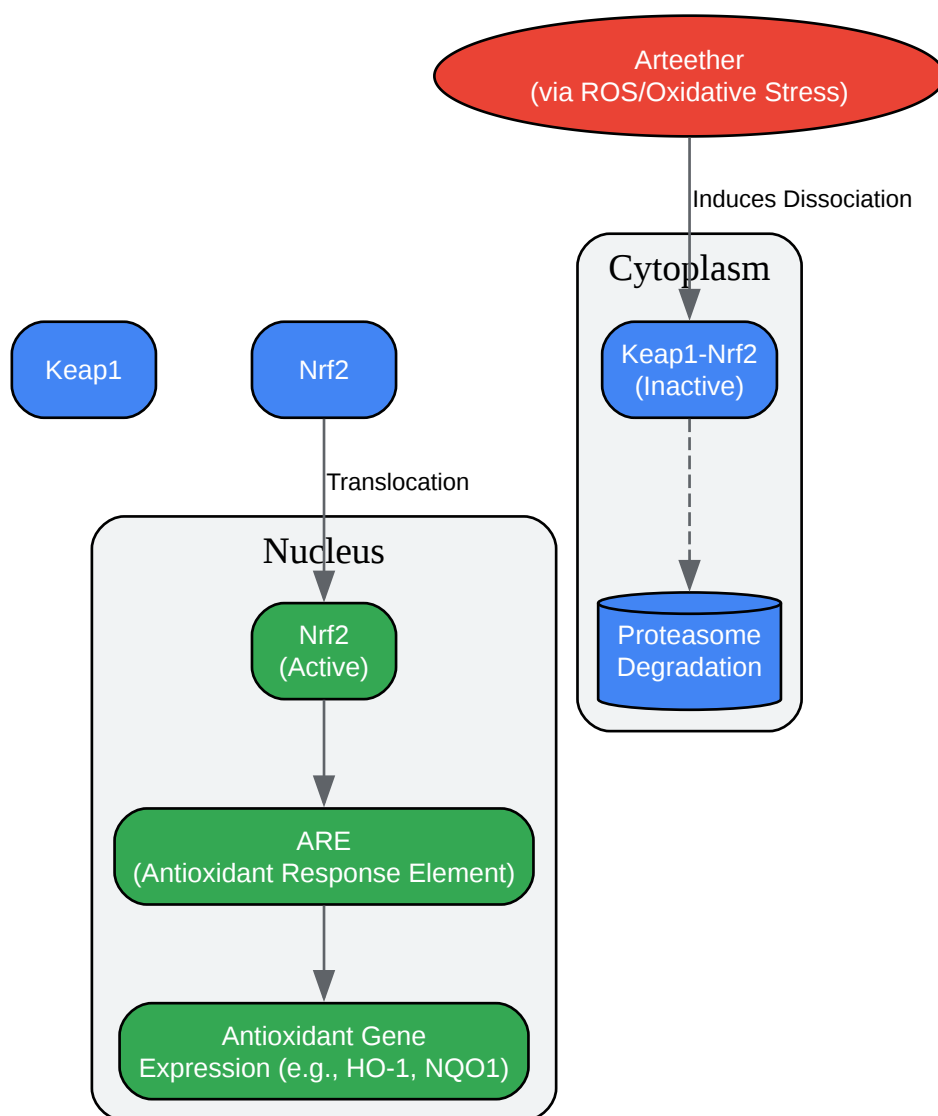 Arteether
(via ROS/Oxidative Stress)
Induces Dissociation
Cytoplasm
Keap1
Nrf2
Keap1-Nrf2
(Inactive)
Translocation
Nucleus
Nrf2
(Active)
Proteasome
Degradation
ARE
(Antioxidant Response Element)
Antioxidant Gene
Expression (e.g., HO-1, NQO1)